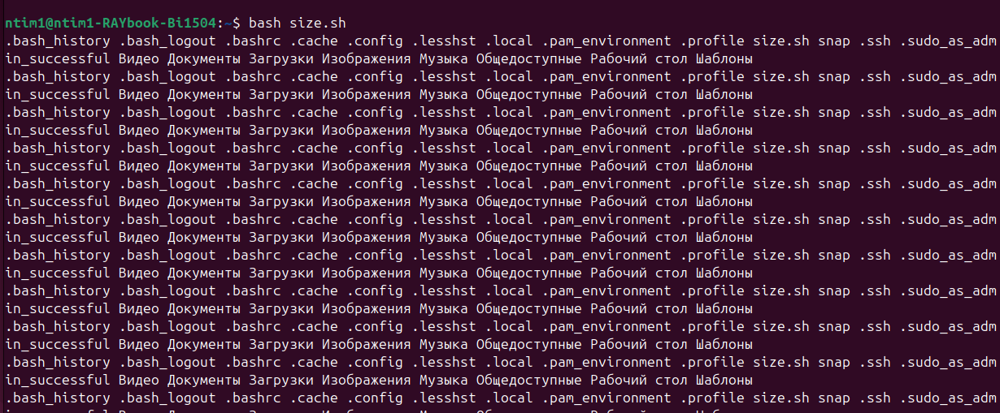 ntim1@ntim1-RAYbook-Bi1504:~$ bash size.sh
.bash_history .bash_logout .bashrc .cache .config .lesshst .local .pam_environment .profile size.sh snap .ssh .sudo_as_adm
in_successful Видео Документы Загрузки Изображения Музыка Общедоступные Рабочий стол Шаблоны
.bash_history .bash_logout .bashrc .cache .config .lesshst .local .pam_environment .profile size.sh snap .ssh .sudo_as_adm
in_successful Видео Документы Загрузки Изображения Музыка Общедоступные Рабочий стол Шаблоны
.bash_history .bash_logout .bashrc .cache .config .lesshst .local .pam_environment .profile size.sh snap .ssh .sudo_as_adm
in_successful Видео Документы Загрузки Изображения Музыка Общедоступные Рабочий стол Шаблоны
.bash_history .bash_logout .bashrc .cache .config .lesshst .local .pam_environment .profile size.sh snap .ssh .sudo_as_adm
in_successful Видео Документы Загрузки Изображения Музыка Общедоступные Рабочий стол Шаблоны
.bash_history .bash_logout .bashrc .cache .config .lesshst .local .pam_environment .profile size.sh snap .ssh .sudo_as_adm
in_successful Видео Документы Загрузки Изображения Музыка Общедоступные Рабочий стол Шаблоны
.bash_history .bash_logout .bashrc .cache .config .lesshst .local .pam_environment .profile size.sh snap .ssh .sudo_as_adm
in_successful Видео Документы Загрузки Изображения Музыка Общедоступные Рабочий стол Шаблоны
.bash_history .bash_logout .bashrc .cache .config .lesshst .local .pam_environment .profile size.sh snap .ssh .sudo_as_adm
in_successful Видео Документы Загрузки Изображения Музыка Общедоступные Рабочий стол Шаблоны
.bash_history .bash_logout .bashrc .cache .config .lesshst .local .pam_environment .profile size.sh snap .ssh .sudo_as_adm
in_successful Видео Документы Загрузки Изображения Музыка Общедоступные Рабочий стол Шаблоны
.bash_history .bash_logout .bashrc .cache .config .lesshst .local .pam_environment .profile size.sh snap .ssh .sudo_as_adm
in_successful Видео Документы Загрузки Изображения Музыка Общедоступные Рабочий стол Шаблоны
.bash_history .bash_logout .bashrc .cache .config .lesshst .local .pam_environment .profile size.sh snap .ssh .sudo_as_adm
in_successful Видео Документы Загрузки Изображения Музыка Общедоступные Рабочий стол Шаблоны
.bash_history .bash_logout .bashrc .cache .config .lesshst .local .pam_environment .profile size.sh snap .ssh .sudo_as_adm